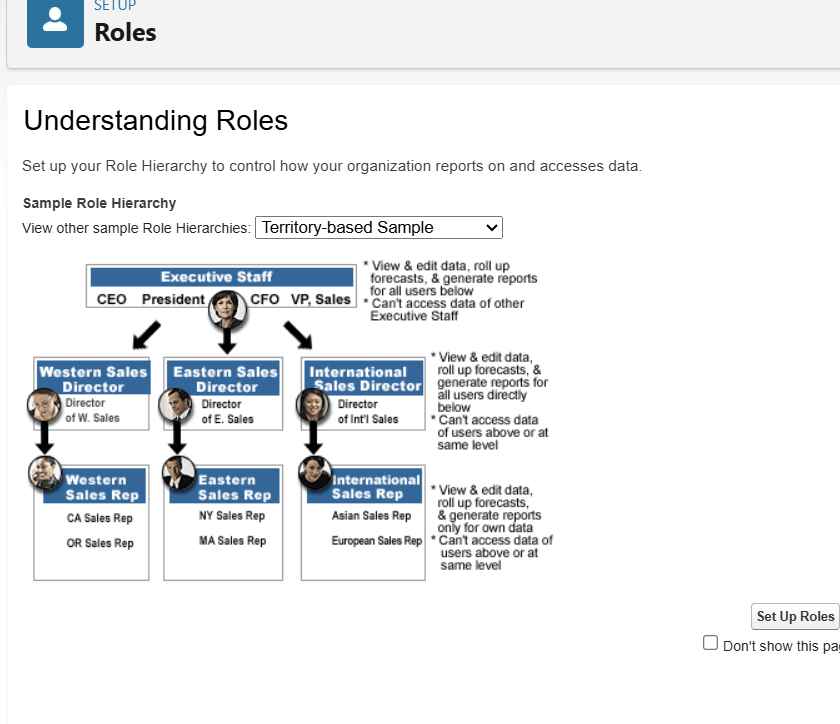 SETUP
Roles
Understanding Roles
Set up your Role Hierarchy to control how your organization reports on and accesses data.
Sample Role Hierarchy
View other sample Role Hierarchies: Territory-based Sample
Executive Staff
CEO President CFO VP, Sales
* View & edit data, roll up
forecasts, & generate reports
for all users below
* Can't access data of other
Executive Staff
Western Sales
Director
Director
of W. Sales
Eastern Sales
Director
Director
of E. Sales
International
Sales Director
Director
of Int'l Sales
* View & edit data,
roll up forecasts, &
generate reports for
all users directly
below
* Can't access data
of users above or at
same level
Western
Sales Rep
CA Sales Rep
OR Sales Rep
Eastern
Sales Rep
NY Sales Rep
MA Sales Rep
International
Sales Rep
Asian Sales Rep
European Sales Rep
* View & edit data,
roll up forecasts,
& generate reports
only for own data
* Can't access data of
users above or at
same level
Set Up Roles
Don't show this pa